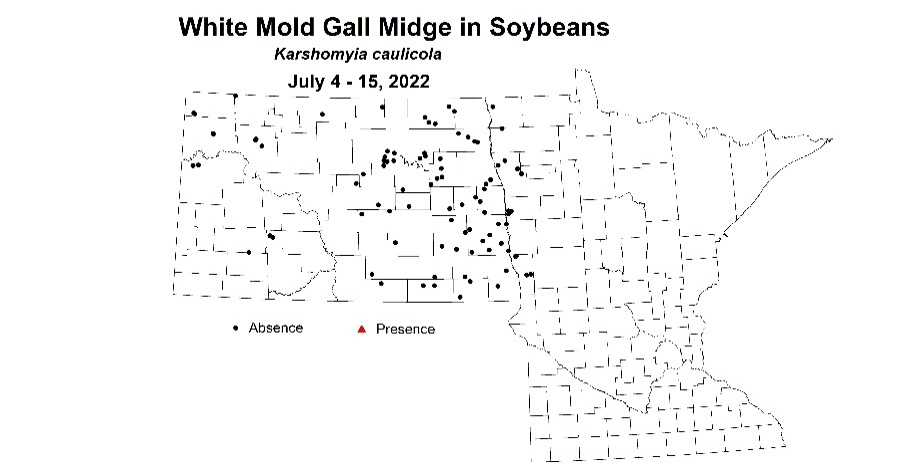 White Mold Gall Midge in Soybeans
Karshomyia caulicola
July 4 - 15, 2022
Absence
Presence